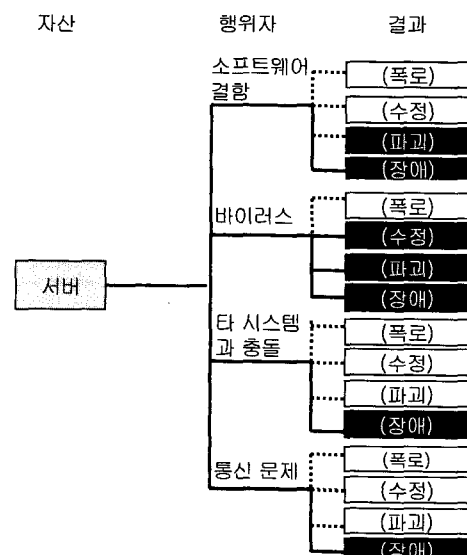 자산
행위자
결과
소프트웨어
결함
(폭로)
(수정)
(파괴)
(장애)
바이러스
(폭로)
(수정)
(파괴)
(장애)
서버
타 시스템
과 충돌
(폭로)
(수정)
(파괴)
(장애)
통신 문제
(폭로)
(수정)
(파괴)
(장애)